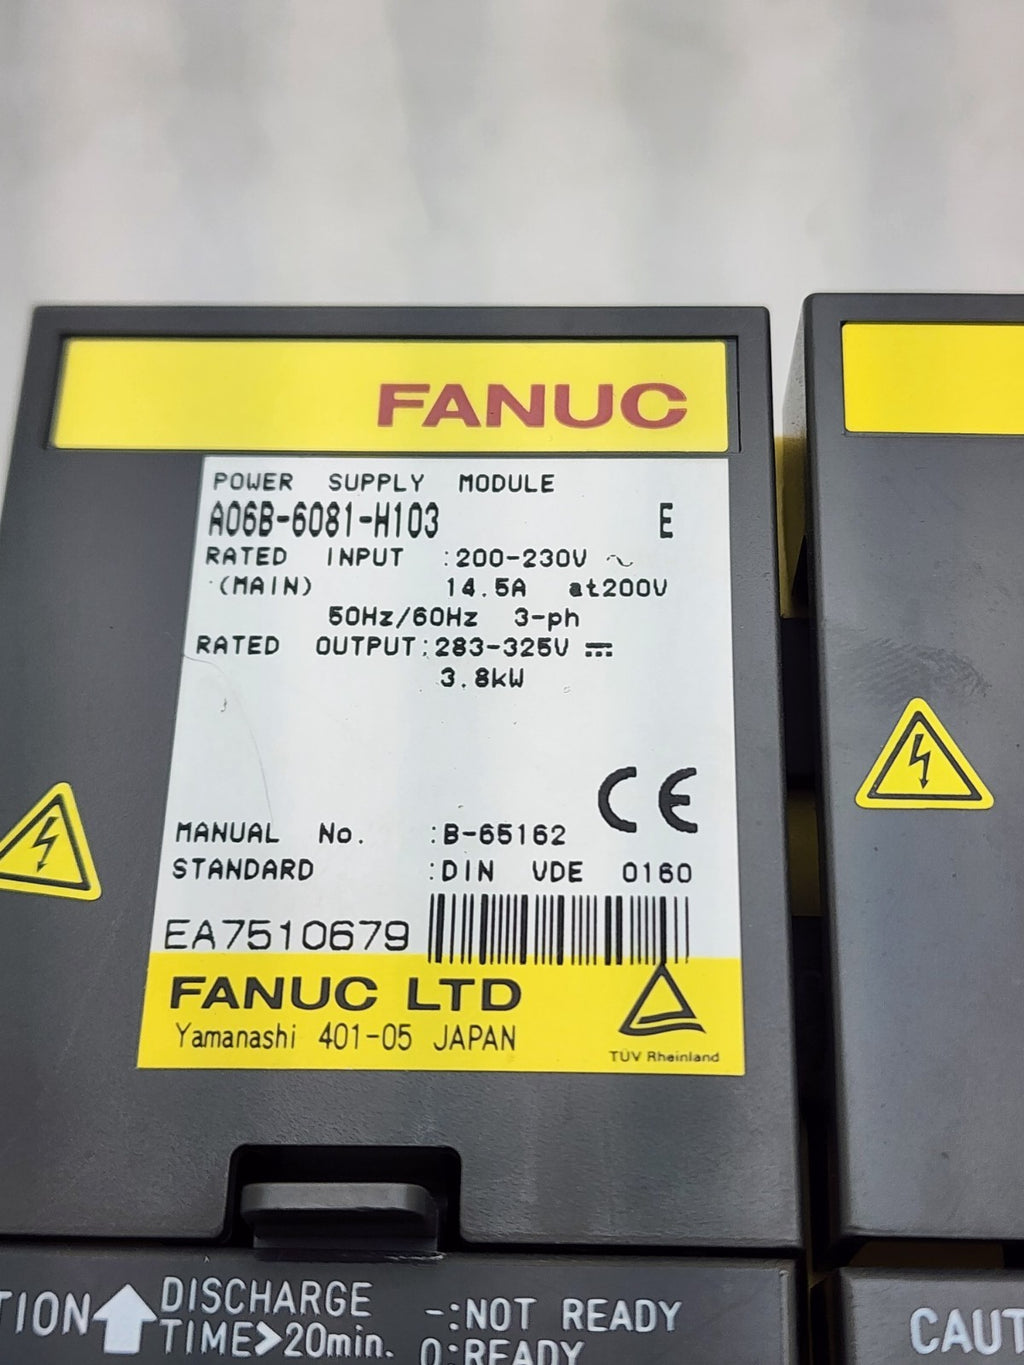 FANUC
POWER SUPPLY MODULE
A06B-6081-H103 E
RATED INPUT :200-230V ~
(MAIN) 14.5A at200V
50Hz/60Hz 3-ph
RATED OUTPUT:283-325V ⎓
3.8kW
CE
MANUAL No. :B-65162
STANDARD :DIN VDE 0160
EA7510679
FANUC LTD
Yamanashi 401-05 JAPAN
TÜV Rheinland
TION DISCHARGE
TIME>20min.
-:NOT READY
0:READY
CAUT